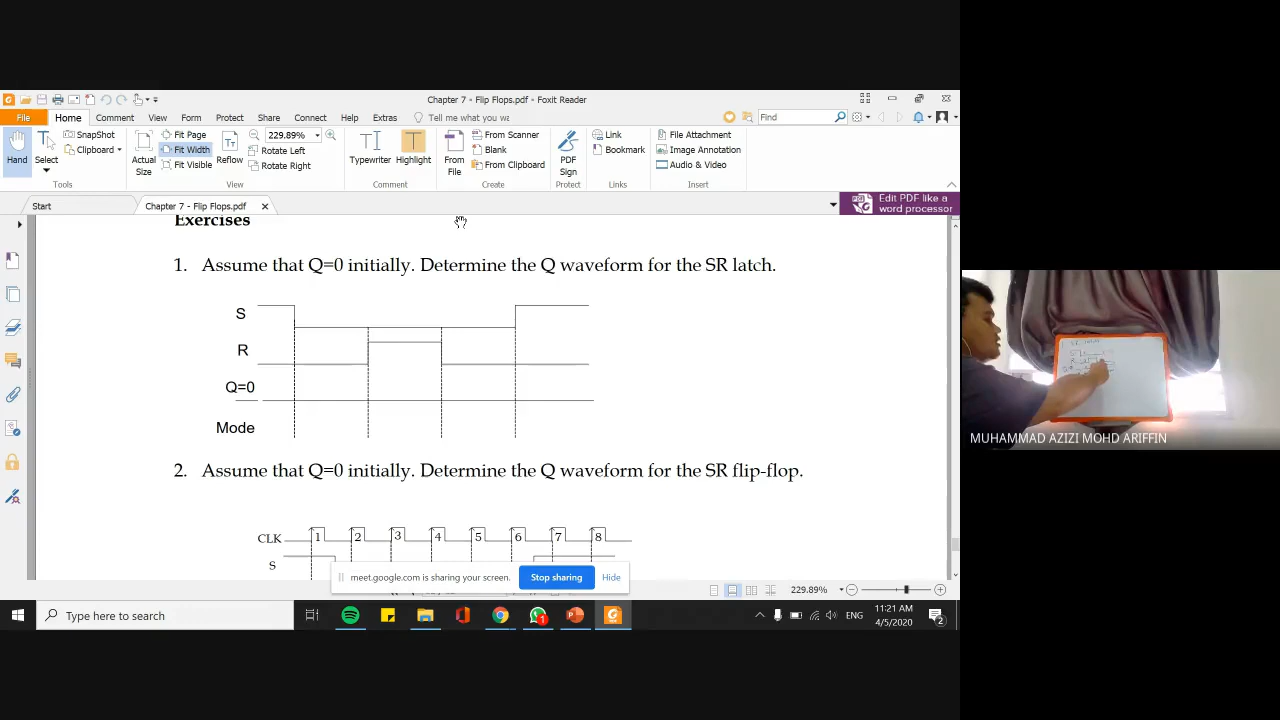 Chapter 7 - Flip Flops.pdf - Foxit Reader
File Home Comment View Form Protect Share Connect Help Extras Tell me what you w... Find
Hand
Select
SnapShot
Clipboard
Tools
Actual Size
Fit Page
Fit Width
Fit Visible
Reflow
229.89%
Rotate Left
Rotate Right
View
Typewriter
Highlight
Comment
From File
From Scanner
Blank
From Clipboard
Create
PDF Sign
Protect
Link
Bookmark
Links
File Attachment
Image Annotation
Audio & Video
Insert
Start
Chapter 7 - Flip Flops.pdf
Edit PDF like a word processor
Exercises
1. Assume that Q=0 initially. Determine the Q waveform for the SR latch.
S
R
Q=0
Mode
2. Assume that Q=0 initially. Determine the Q waveform for the SR flip-flop.
CLK 1 2 3 4 5 6 7 8
S
meet.google.com is sharing your screen. Stop sharing Hide
229.89%
Type here to search
1
ENG
11:21 AM
4/5/2020
2
MUHAMMAD AZIZI MOHD ARIFFIN